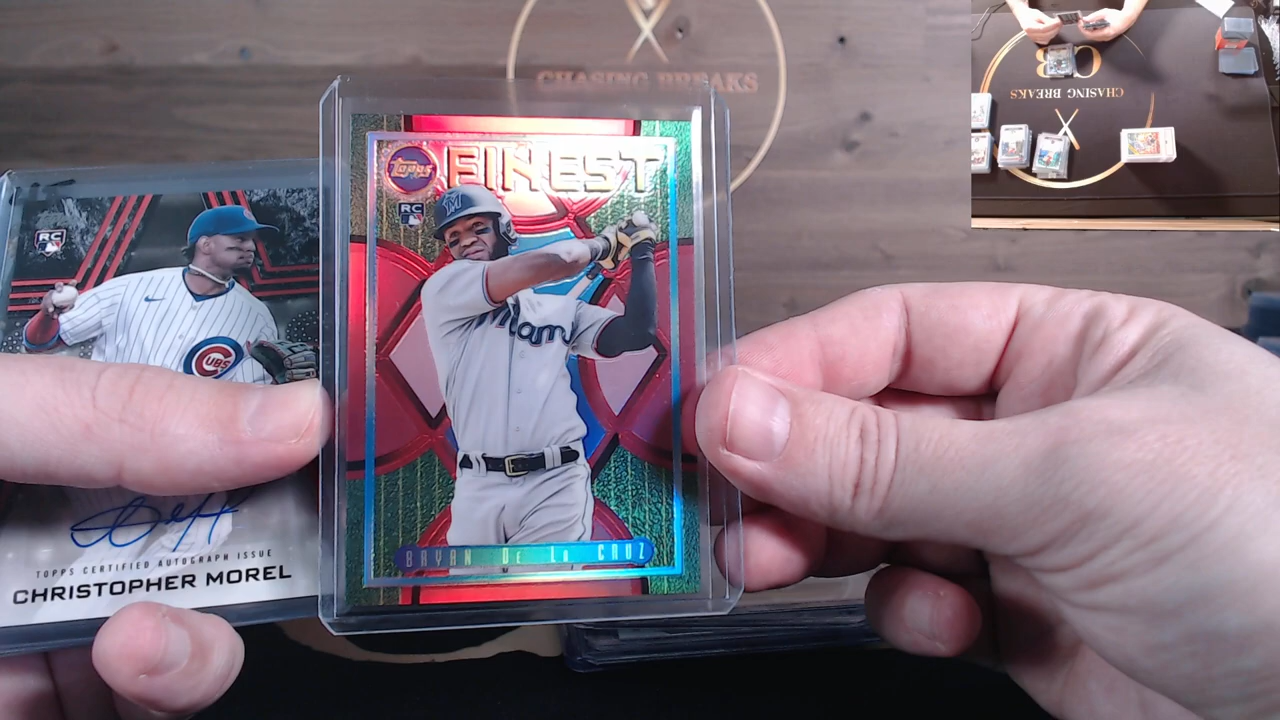 CHASING BREAKS
Topps FINEST
RC
M
Miami
BRYAN De La CRUZ
RC
CUBS
TOPPS CERTIFIED AUTOGRAPH ISSUE
CHRISTOPHER MOREL
CB
CHASING BREAKS